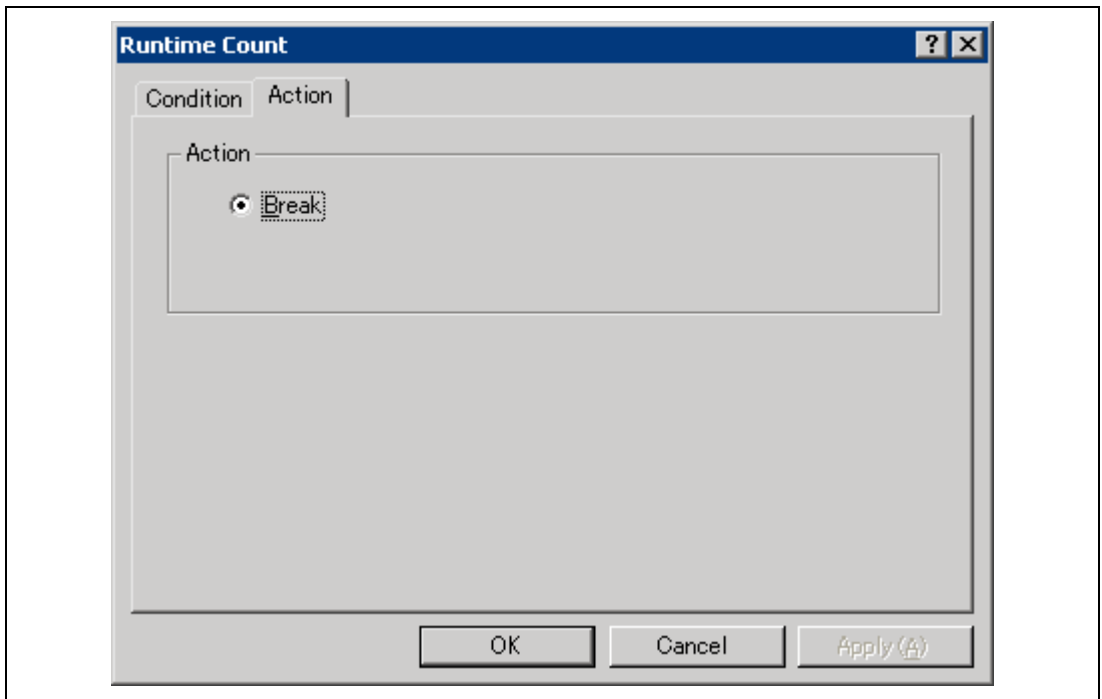 Runtime Count
Condition Action
Action
Break
OK Cancel Apply(A)